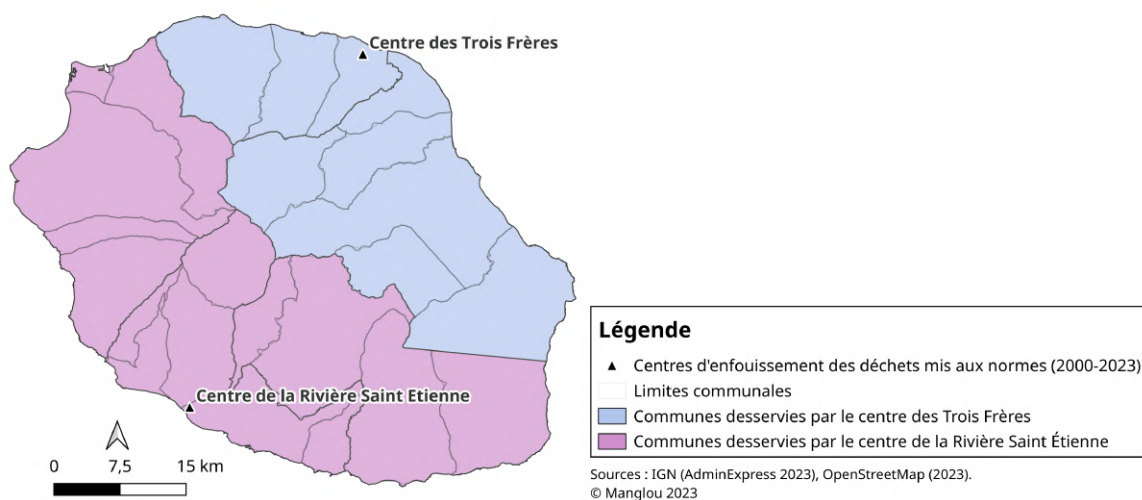 Centre des Trois Frères
Centre de la Rivière Saint Etienne
0 7,5 15 km
Légende
Centres d'enfouissement des déchets mis aux normes (2000-2023)
Limites communales
Communes desservies par le centre des Trois Frères
Communes desservies par le centre de la Rivière Saint Étienne
Sources : IGN (AdminExpress 2023), OpenStreetMap (2023).
© Manglou 2023